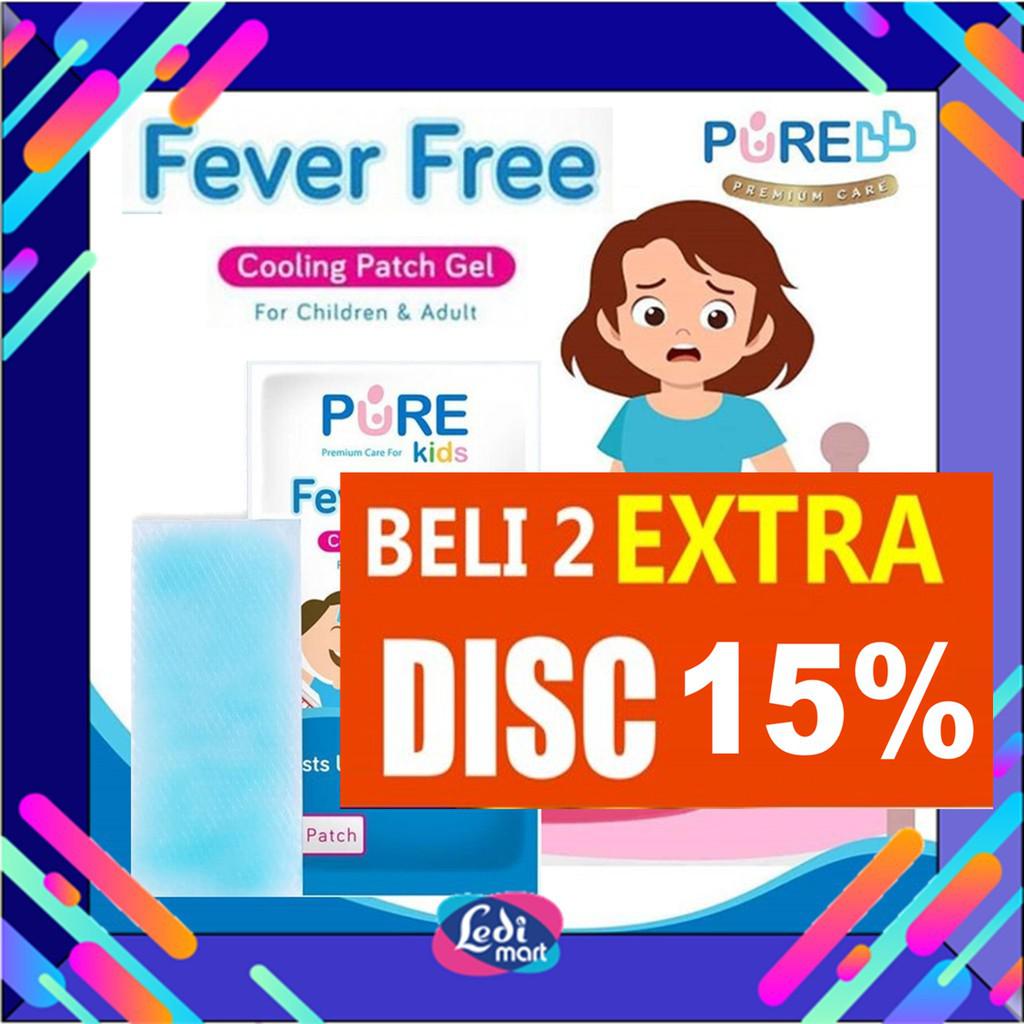 Fever Free
PUREBB
PREMIUM CARE
Cooling Patch Gel
For Children & Adult
PURE
Premium Care For kids
BELI 2 EXTRA
DISC 15%
Patch
Ledi
mart